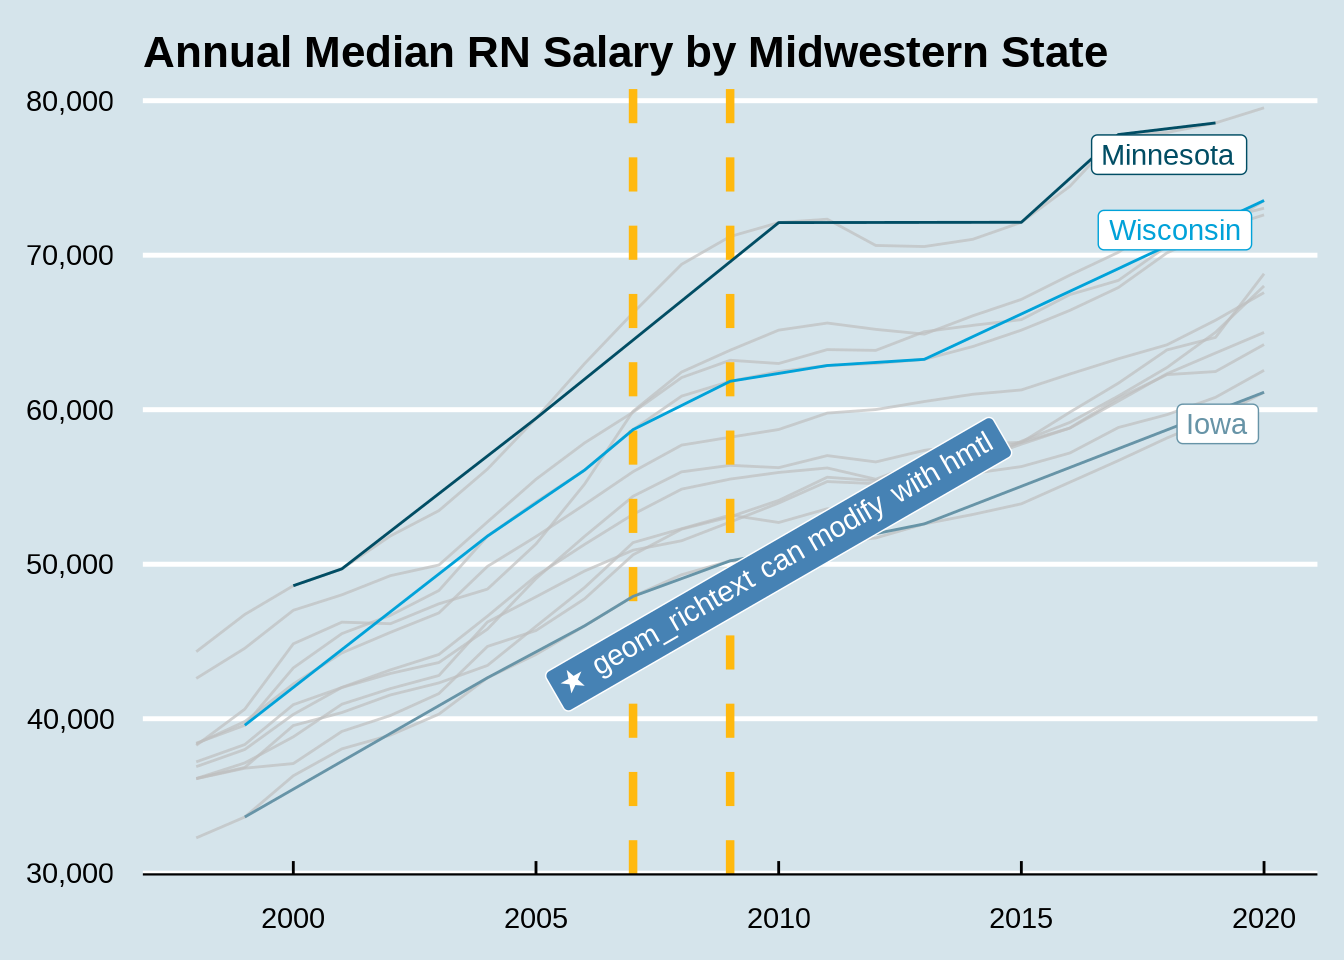 Annual Median RN Salary by Midwestern State
80,000
Minnesota
Wisconsin
70,000
60,000
Iowa
★ geom_richtext can modify with hmtl
50,000
40,000
30,000
2000 2005 2010 2015 2020